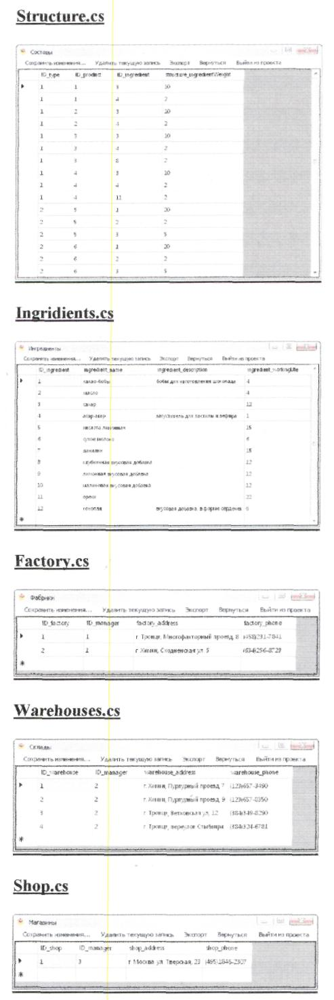 Structure.cs
Составы
Сохранить изменения... Удалить текущую запись Экспорт Вернуться Выйти из проекта
ID_type ID_product ID_ingredient structure_ingredientWeight
1 1 3 10
1 1 4 2
1 2 3 10
1 2 4 2
1 3 3 10
1 3 4 2
1 3 8 2
1 4 3 10
1 4 4 2
1 4 11 2
2 5 1 20
2 5 2 2
2 5 3 5
2 6 1 20
2 6 2 2
2 6 3 5
Ingridients.cs
Ингредиенты
Сохранить изменения... Удалить текущую запись Экспорт Вернуться Выйти из проекта
ID_ingredient ingredient_name ingredient_description ingredient_workingLife
1 какао-бобы бобы для изготовления шоколада 4
2 масло 4
3 сахар 12
4 агар-агар загуститель для пастилы и зефира 1
5 кислота лимонная 15
6 сухое молоко 6
7 ванилин 15
8 клубничная вкусовая добавка 12
9 лимонная вкусовая добавка 12
10 малиновая вкусовая добавка 12
11 орехи 22
12 конопля вкусовая добавка, в форме сердечек 6
Factory.cs
Фабрики
Сохранить изменения... Удалить текущую запись Экспорт Вернуться Выйти из проекта
ID_factory ID_manager factory_address factory_phone
1 1 г. Троицк, Многофакторный проезд, 8 (458)231-7841
2 1 г. Химки, Сходненская ул. 5 (634)256-8723
Warehouses.cs
Склады
Сохранить изменения... Удалить текущую запись Экспорт Вернуться Выйти из проекта
ID_warehouse ID_manager warehouse_address warehouse_phone
1 2 г. Химки, Пурпурный проезд, 7 (123)657-3490
2 2 г. Химки, Пурпурный проезд, 9 (123)657-8350
3 2 г. Троицк, Ветковская ул, 12 (384)349-8290
4 2 г. Троицк, переулок (384)324-6781
Shop.cs
Магазины
Сохранить изменения... Удалить текущую запись Экспорт Вернуться Выйти из проекта
ID_shop ID_manager shop_address shop_phone
1 3 г. Москва ул. Тверская, 23 (495)1846-2307